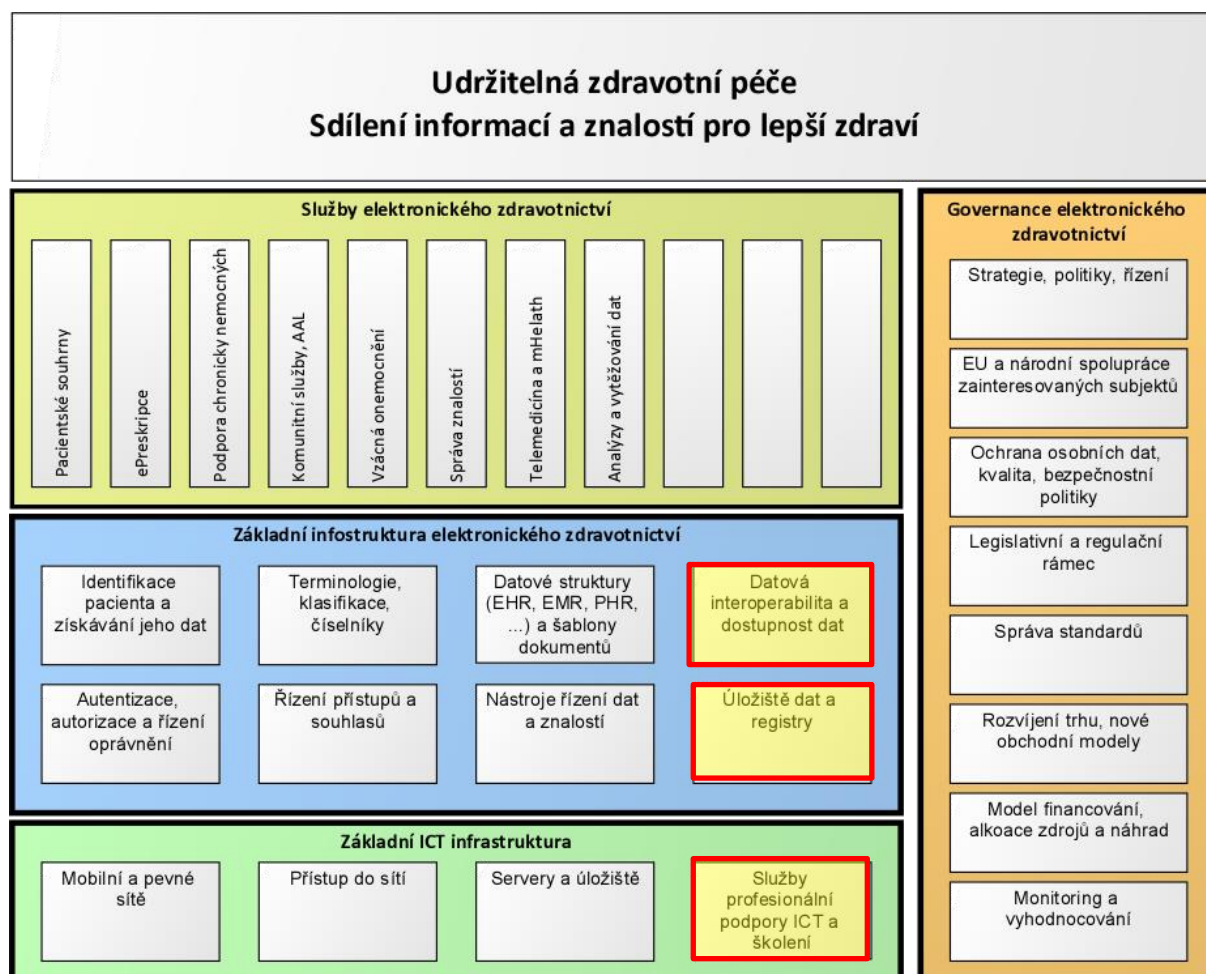 Udržitelná zdravotní péče
Sdílení informací a znalostí pro lepší zdraví
Služby elektronického zdravotnictví
Pacientské souhrny
ePreskripce
Podpora chronicky nemocných
Komunitní služby, AAL
Vzácná onemocnění
Správa znalostí
Telemedicína a mHelath
Analýzy a vytěžování dat
Základní infostruktura elektronického zdravotnictví
Identifikace
pacienta a
získávání jeho dat
Terminologie,
klasifikace,
číselníky
Datové struktury
(EHR, EMR, PHR,
...) a šablony
dokumentů
Datová
interoperabilita a
dostupnost dat
Autentizace,
autorizace a řízení
oprávnění
Řízení přístupů a
souhlasů
Nástroje řízení dat
a znalostí
Úložiště dat a
registry
Základní ICT infrastruktura
Mobilní a pevné
sítě
Přístup do sítí
Servery a úložiště
Služby
profesionální
podpory ICT a
školení
Governance elektronického
zdravotnictví
Strategie, politiky, řízení
EU a národní spolupráce
zainteresovaných subjektů
Ochrana osobních dat,
kvalita, bezpečnostní
politiky
Legislativní a regulační
rámec
Správa standardů
Rozvíjení trhu, nové
obchodní modely
Model financování,
alkoace zdrojů a náhrad
Monitoring a
vyhodnocování